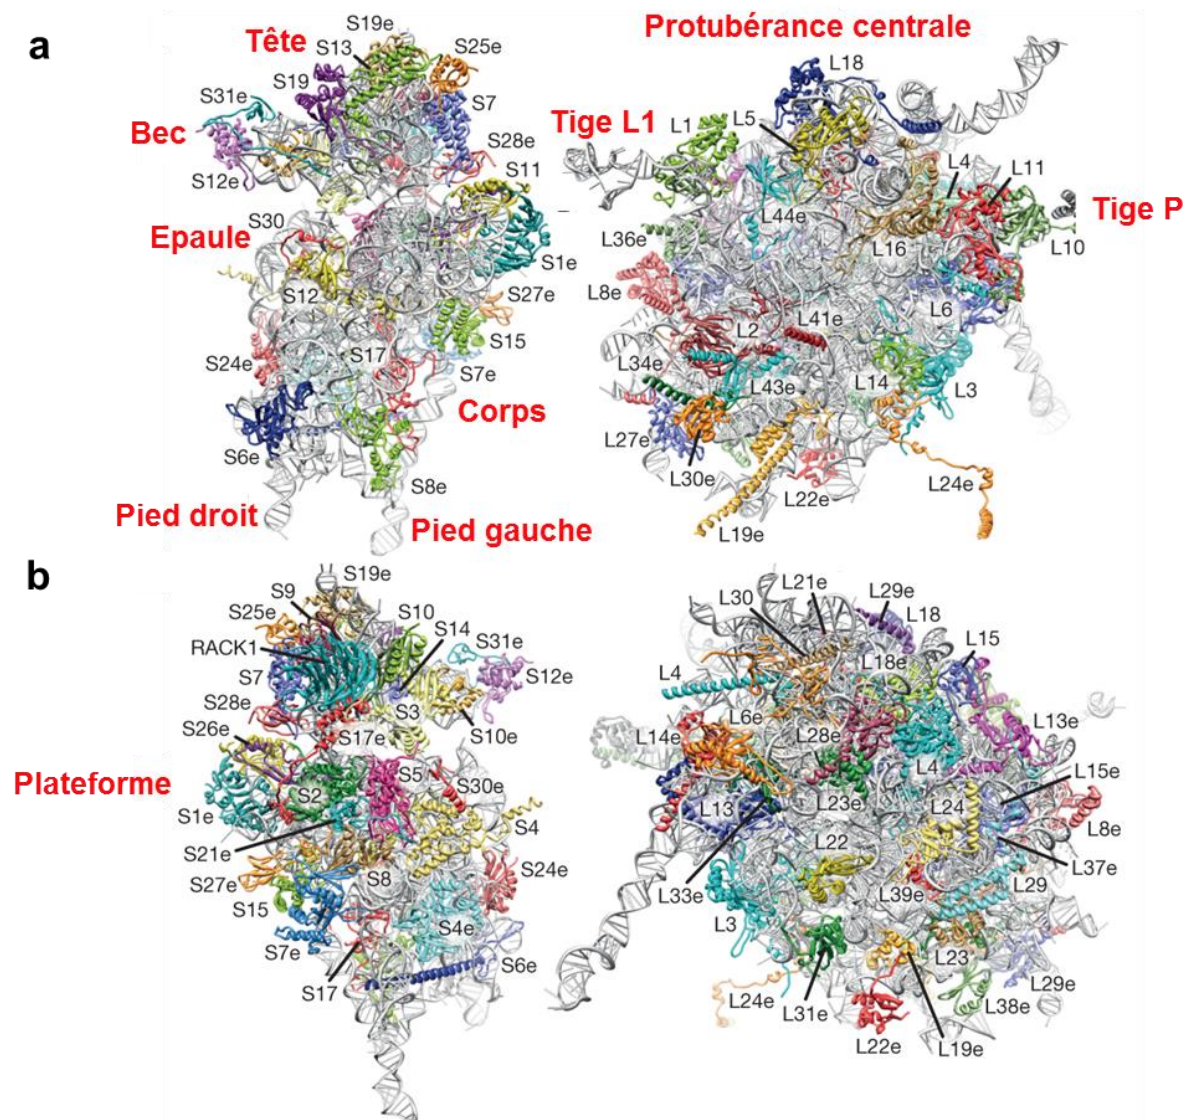 a
Tête
S19e
S13
S25e
S19
S7
S31e
Bec
S12e
S28e
S11
S30
Epaule
S12
S1e
S27e
S15
S24e
S17
S7e
Corps
S6e
S8e
Pied droit
Pied gauche
Protubérance centrale
L18
Tige L1
L1
L5
L4
L11
L44e
Tige P
L36e
L16
L10
L8e
L6
L2
L41e
L34e
L43e
L14
L3
L27e
L30e
L22e
L24e
L19e
b
S19e
S9
S25e
S10
S14
RACK1
S31e
S7
S12e
S28e
S3
S10e
S26e
S17e
Plateforme
S5
S2
S30e
S1e
S4
S21e
S27e
S8
S24e
S15
S4e
S7e
S6e
S17
L21e
L30
L29e
L18
L15
L4
L18e
L6e
L13e
L14e
L28e
L4
L15e
L13
L23e
L24
L8e
L22
L37e
L33e
L39e
L29
L3
L23
L24e
L31e
L29e
L38e
L22e
L19e